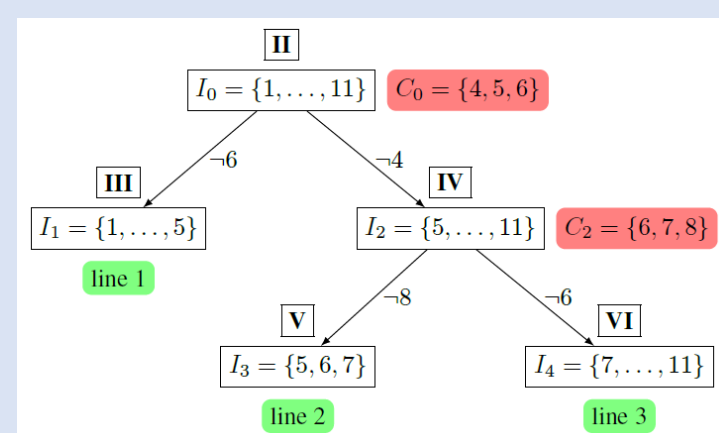 II
I₀ = {1, . . . , 11} C₀ = {4, 5, 6}
¬6 ¬4
III IV
I₁ = {1, . . . , 5} I₂ = {5, . . . , 11} C₂ = {6, 7, 8}
line 1
¬8 ¬6
V VI
I₃ = {5, 6, 7} I₄ = {7, . . . , 11}
line 2 line 3